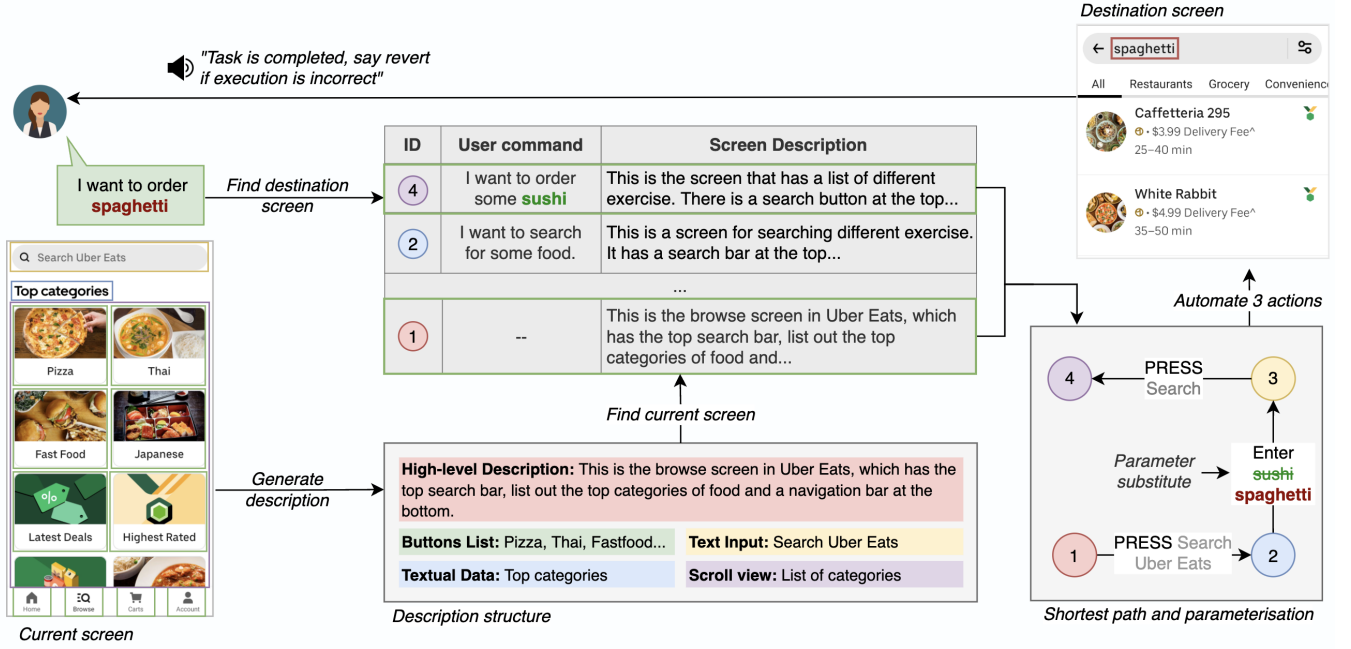 Destination screen
"Task is completed, say revert
if execution is incorrect"
spaghetti
All Restaurants Grocery Convenienc
Caffetteria 295
• $3.99 Delivery Fee^
25–40 min
White Rabbit
• $4.99 Delivery Fee^
35–50 min
I want to order
spaghetti
Find destination
screen
ID User command Screen Description
4 I want to order
some sushi
This is the screen that has a list of different
exercise. There is a search button at the top...
2 I want to search
for some food.
This is a screen for searching different exercise.
It has a search bar at the top...
...
1 --
This is the browse screen in Uber Eats, which
has the top search bar, list out the top
categories of food and...
Search Uber Eats
Top categories
Pizza Thai
Fast Food Japanese
Latest Deals Highest Rated
%
Home Browse Carts Account
Current screen
Generate
description
Find current screen
High-level Description: This is the browse screen in Uber Eats, which has the
top search bar, list out the top categories of food and a navigation bar at the
bottom.
Buttons List: Pizza, Thai, Fastfood...
Text Input: Search Uber Eats
Textual Data: Top categories
Scroll view: List of categories
Description structure
Automate 3 actions
4 PRESS
Search
3
Parameter
substitute
Enter
sushi
spaghetti
1 PRESS Search
Uber Eats
2
Shortest path and parameterisation